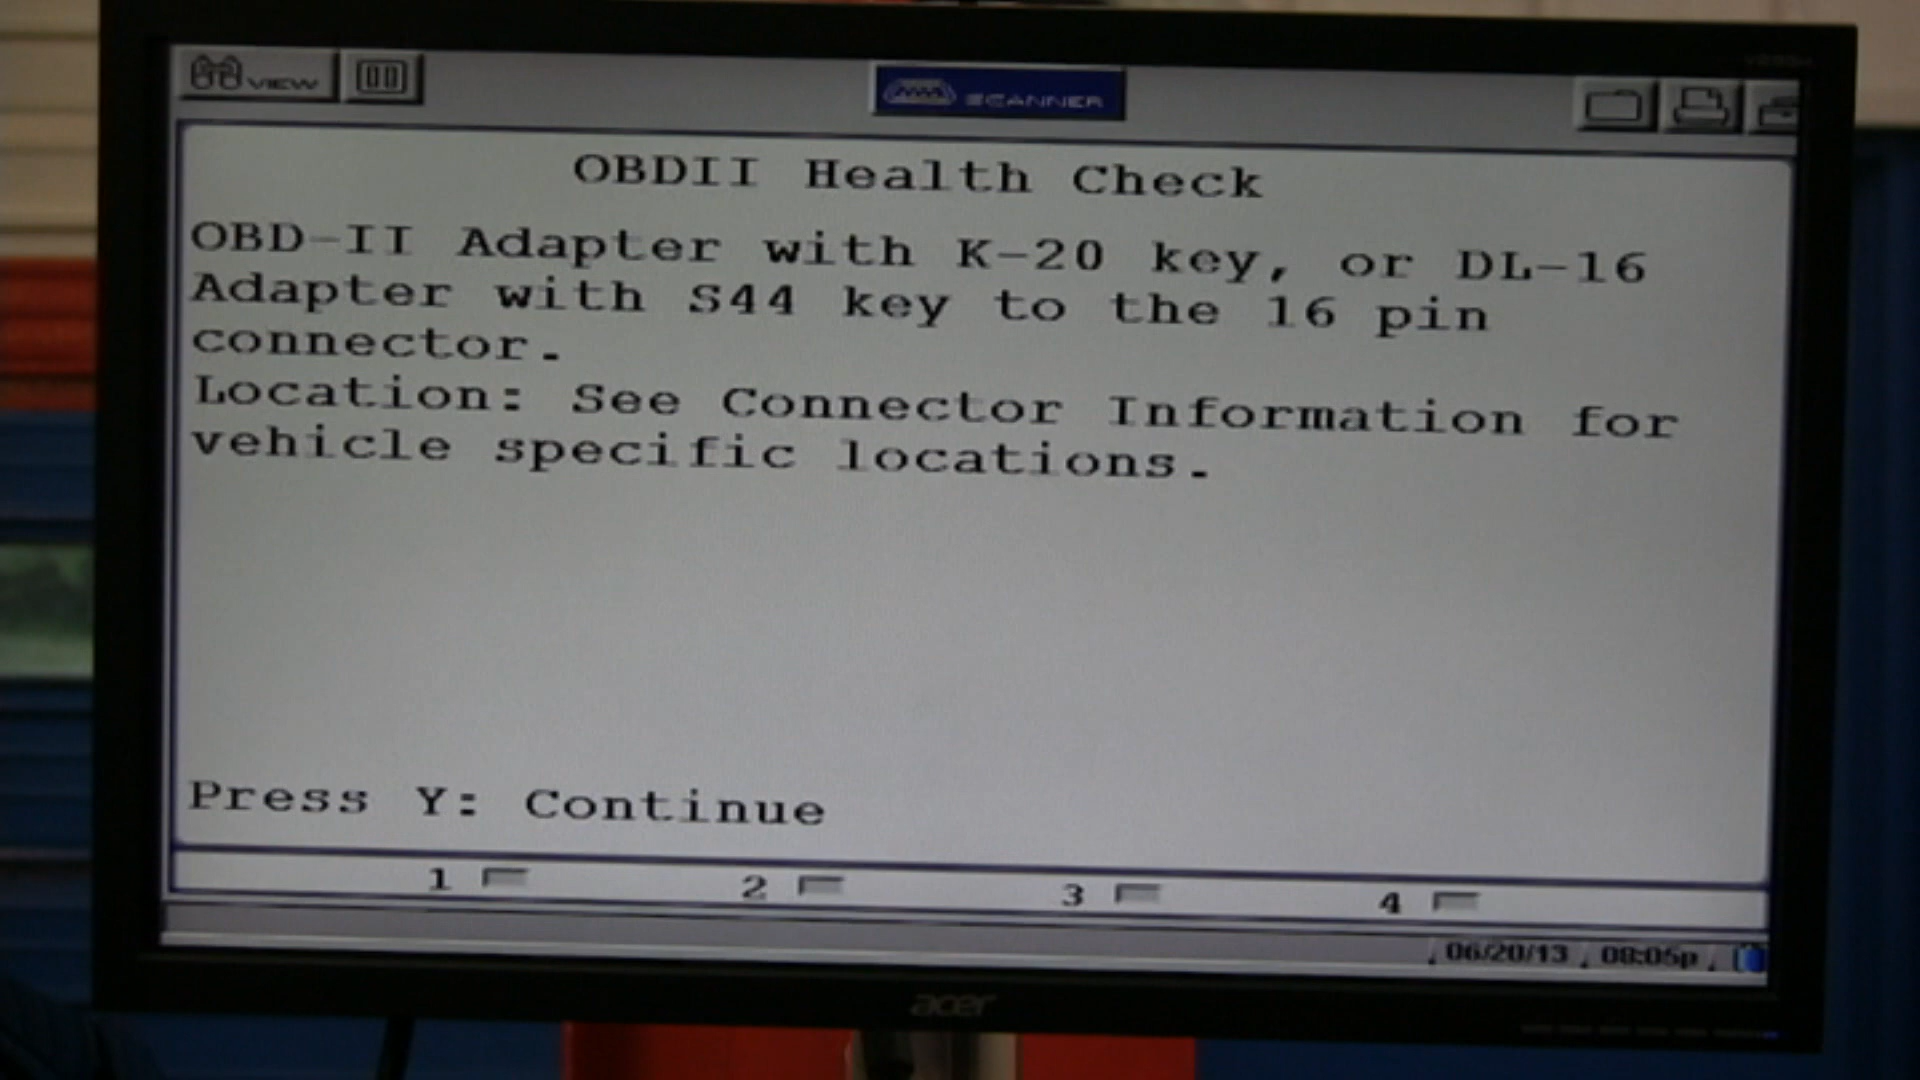 VIEW
SCANNER
OBDII Health Check
OBD-II Adapter with K-20 key, or DL-16
Adapter with S44 key to the 16 pin
connector.
Location: See Connector Information for
vehicle specific locations.
Press Y: Continue
1 2 3 4
06/20/13 08:05p
acer